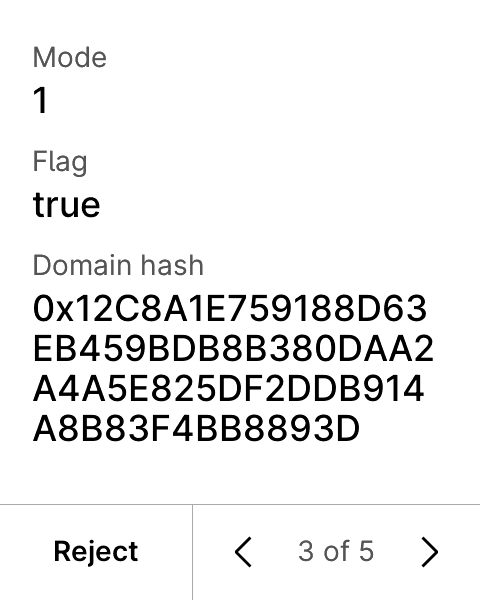 Mode
1
Flag
true
Domain hash
0x12C8A1E759188D63
EB459BDB8B380DAA2
A4A5E825DF2DDB914
A8B83F4BB8893D
Reject
3 of 5